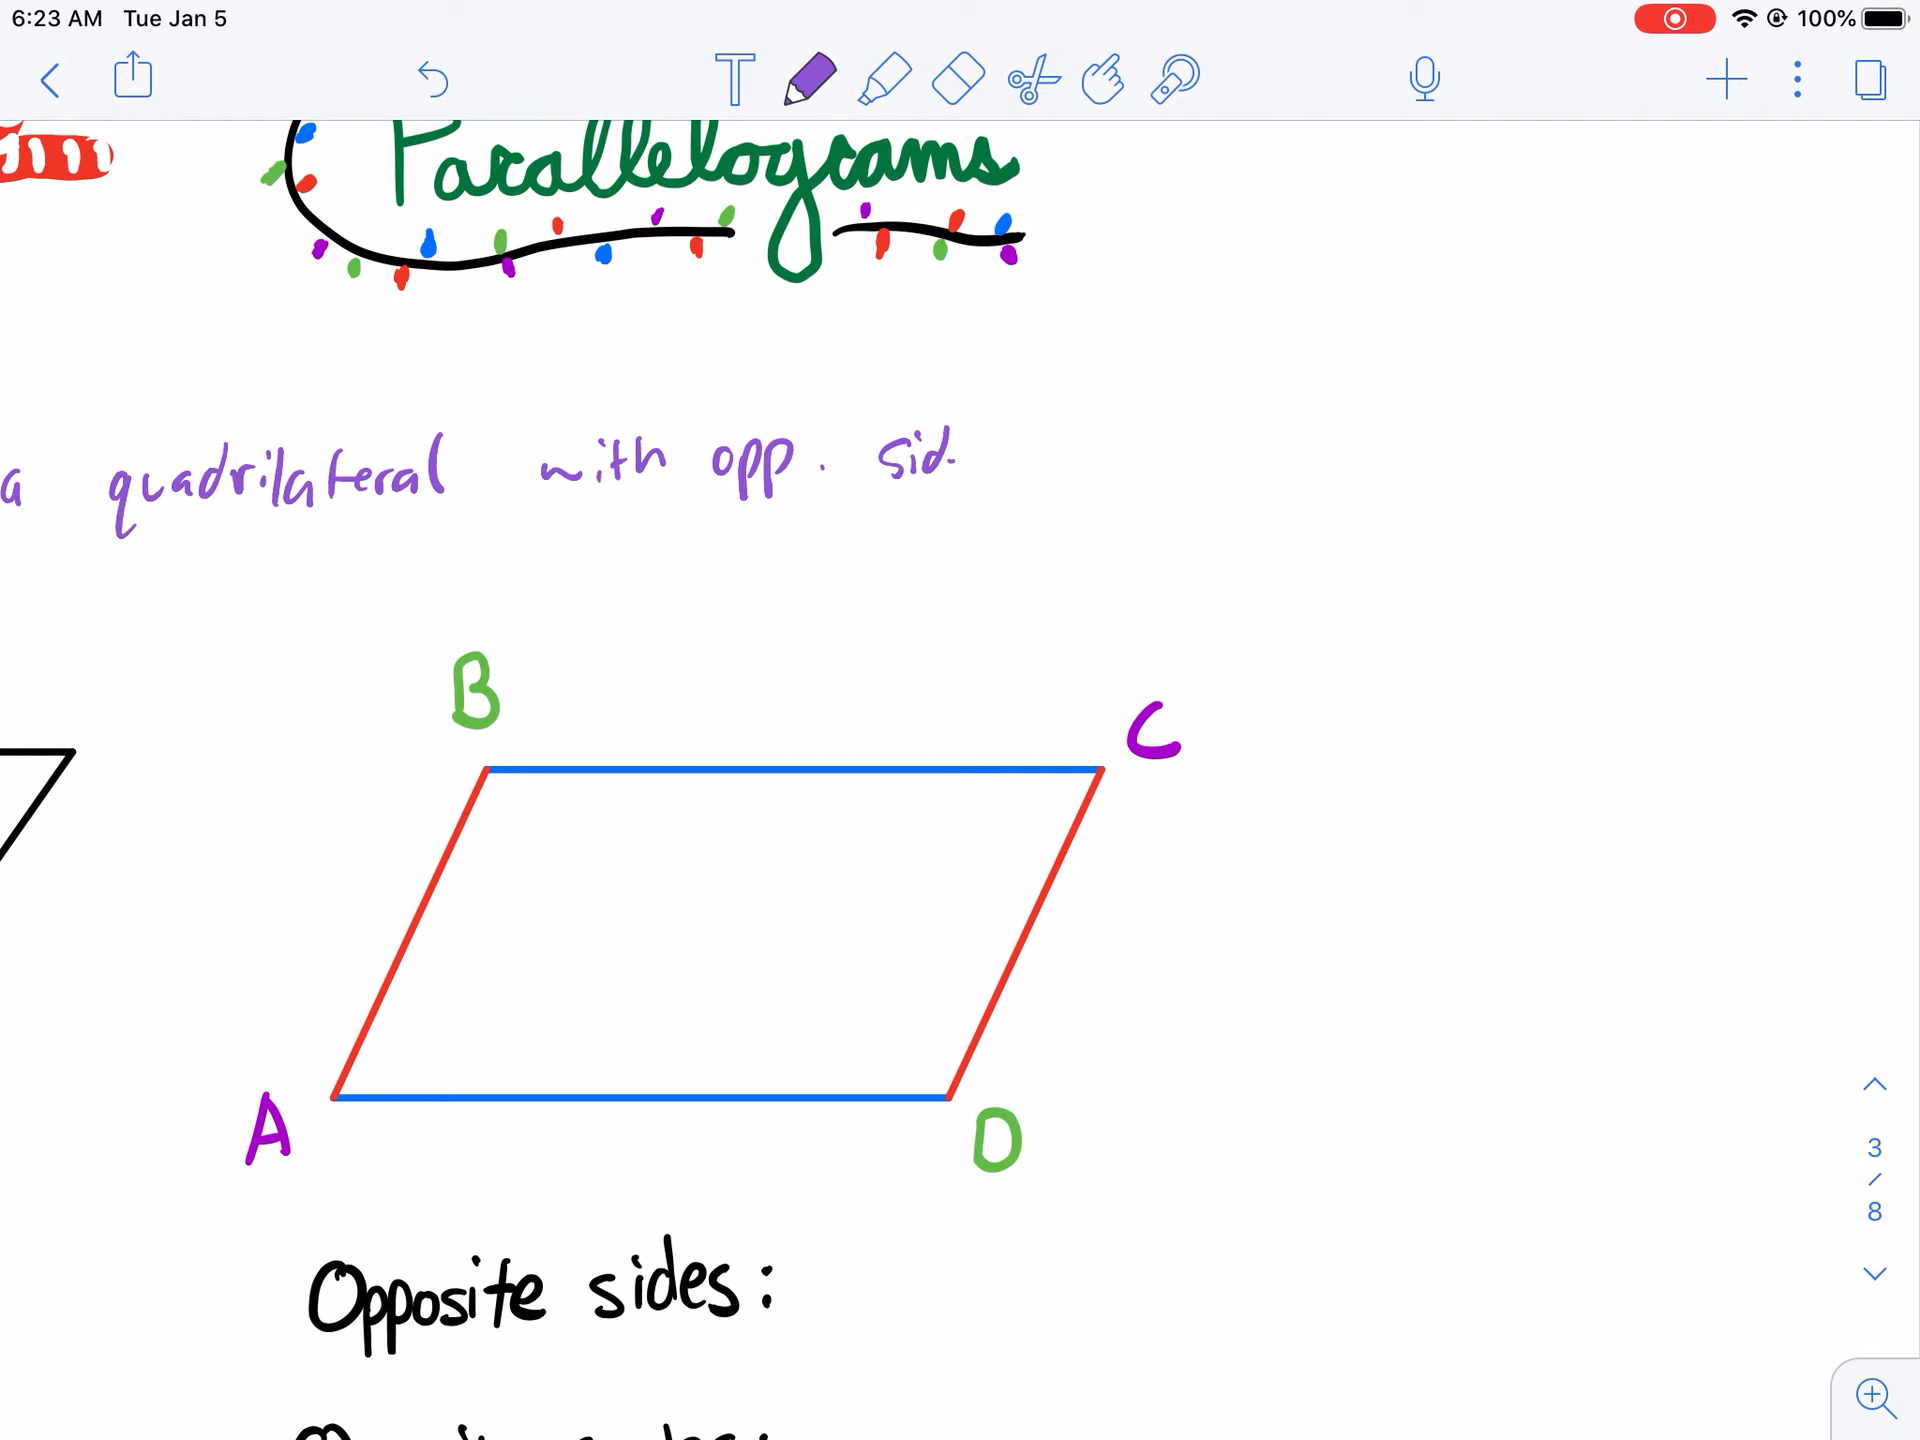 6:23 AM Tue Jan 5
100%
T
Parallelograms
a quadrilateral with opp. sid
B
C
A
D
3
/
8
Opposite sides: